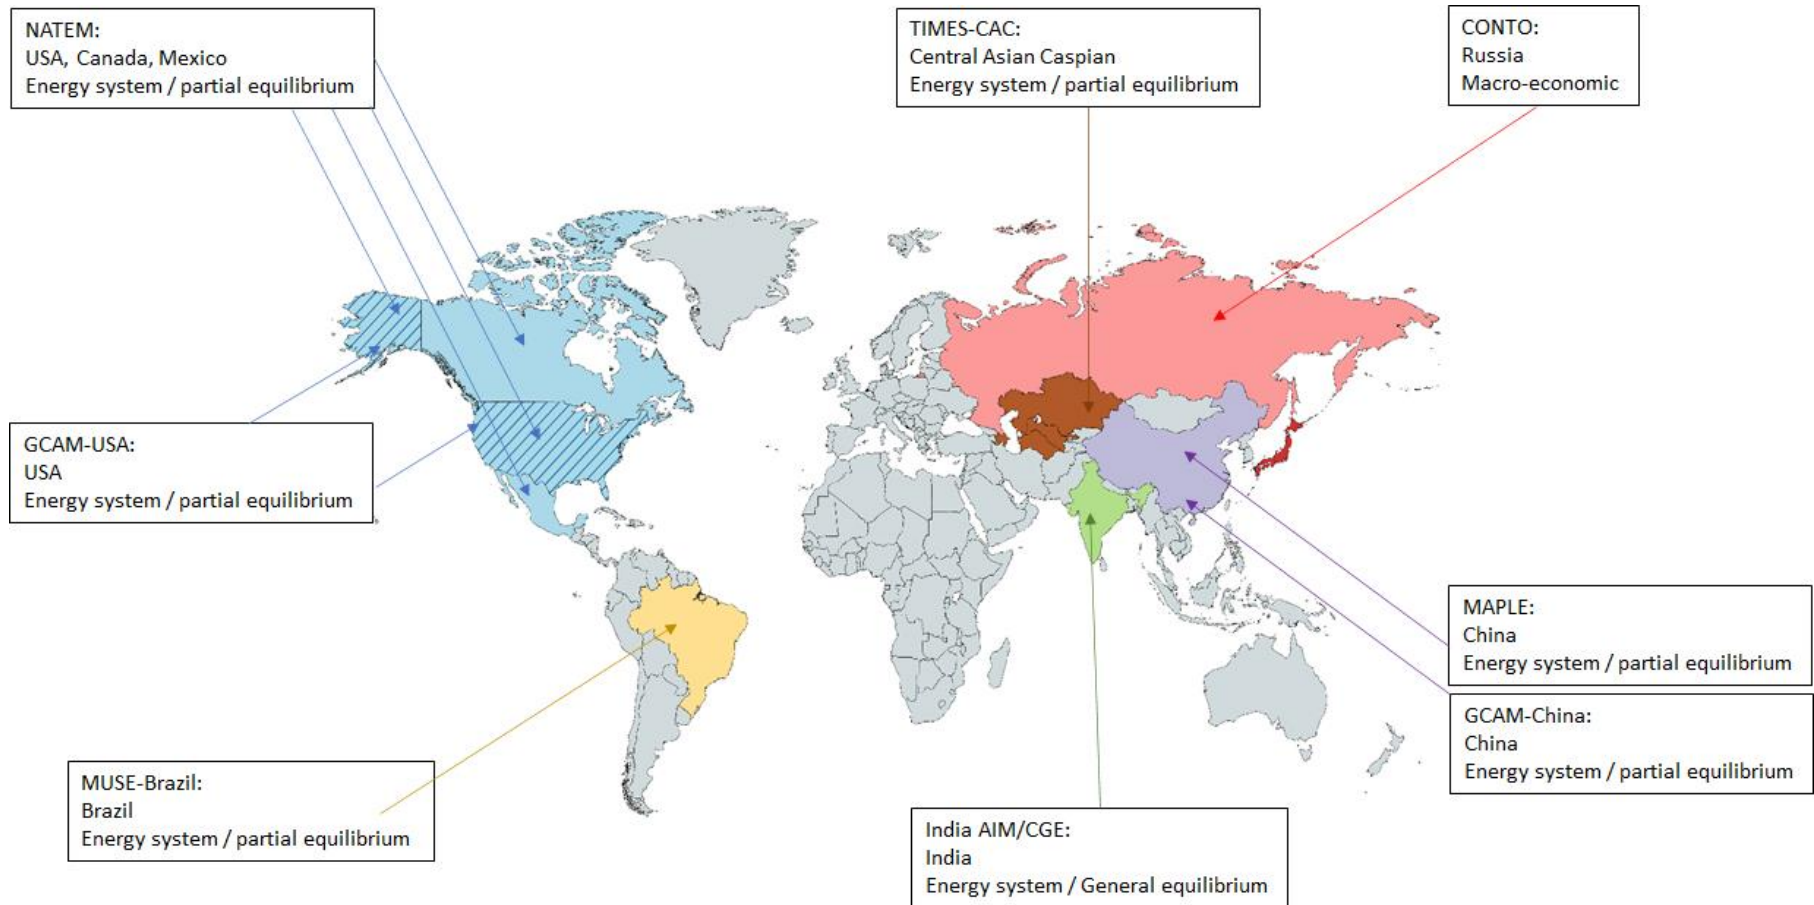 NATEM:
USA, Canada, Mexico
Energy system / partial equilibrium
TIMES-CAC:
Central Asian Caspian
Energy system / partial equilibrium
CONTO:
Russia
Macro-economic
GCAM-USA:
USA
Energy system / partial equilibrium
MAPLE:
China
Energy system / partial equilibrium
GCAM-China:
China
Energy system / partial equilibrium
MUSE-Brazil:
Brazil
Energy system / partial equilibrium
India AIM/CGE:
India
Energy system / General equilibrium